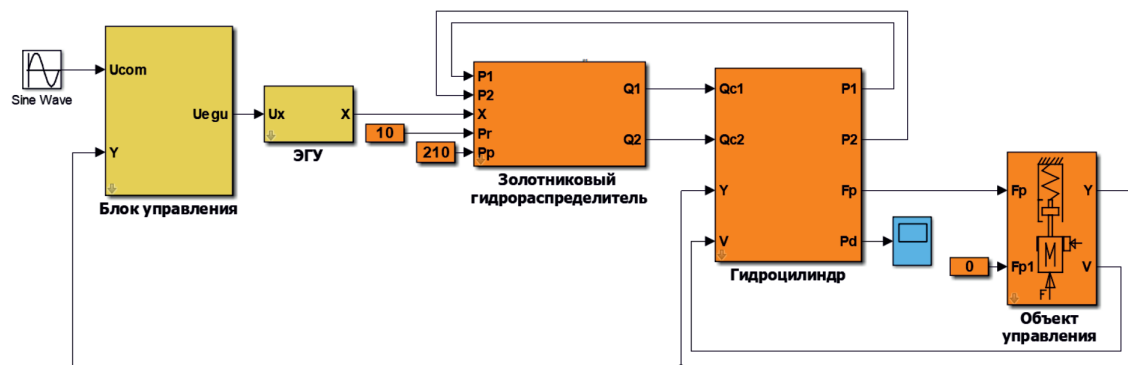 Sine Wave
Ucom
Y
Uegu
Блок управления
Ux
X
ЭГУ
10
210
P1
P2
X
Pr
Pp
Q1
Q2
Золотниковый
гидрораспределитель
Qc1
Qc2
Y
V
P1
P2
Fp
Pd
Гидроцилиндр
0
Fp
Fp1
M
F
Y
V
Объект
управления